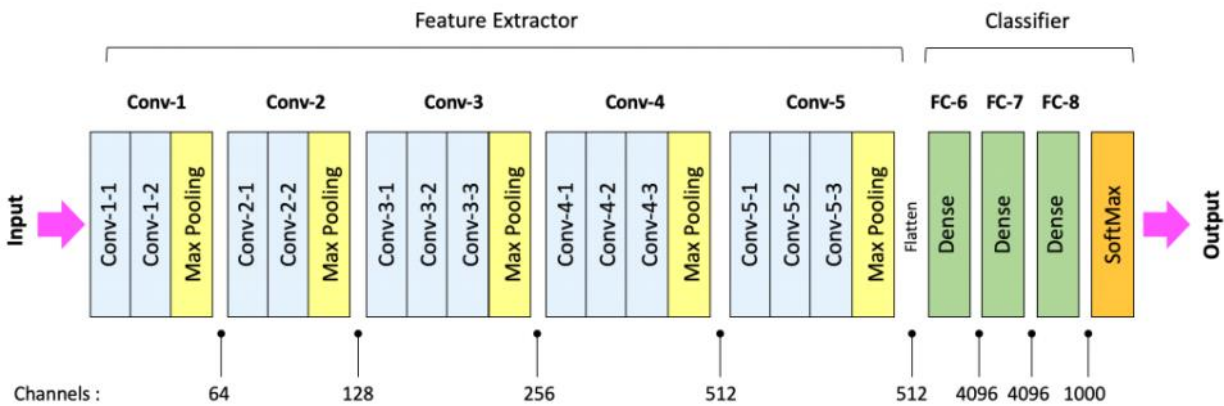 Feature Extractor
Classifier
Conv-1
Conv-2
Conv-3
Conv-4
Conv-5
FC-6
FC-7
FC-8
Input
Conv-1-1
Conv-1-2
Max Pooling
Conv-2-1
Conv-2-2
Max Pooling
Conv-3-1
Conv-3-2
Conv-3-3
Max Pooling
Conv-4-1
Conv-4-2
Conv-4-3
Max Pooling
Conv-5-1
Conv-5-2
Conv-5-3
Max Pooling
Flatten
Dense
Dense
Dense
SoftMax
Output
Channels : 64 128 256 512 512 4096 4096 1000